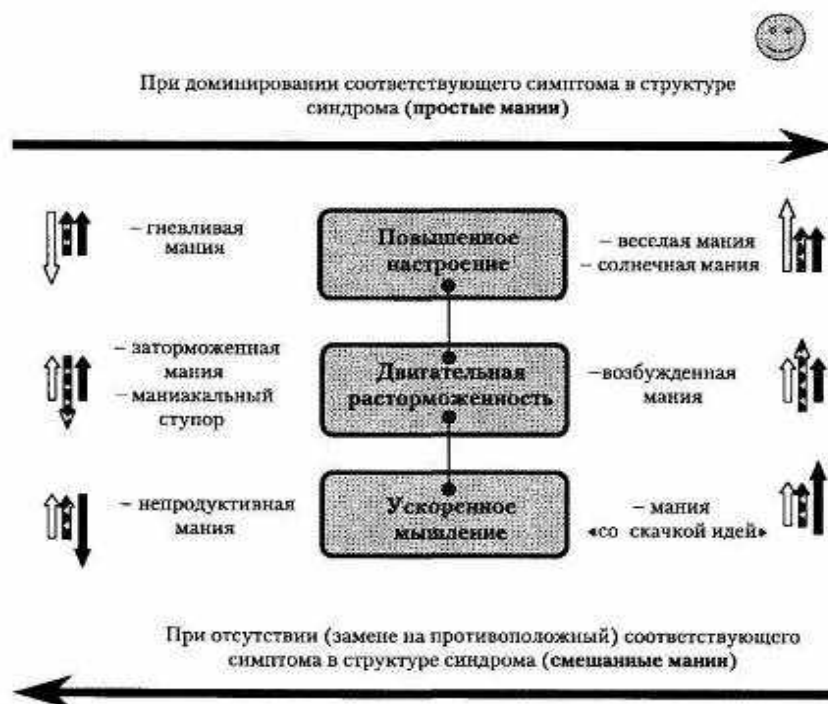 При доминировании соответствующего симптома в структуре
синдрома (простые мании)
– гневливая
мания
Повышенное
настроение
– веселая мания
– солнечная мания
– заторможенная
мания
– маниакальный
ступор
Двигательная
расторможенность
–возбужденная
мания
– непродуктивная
мания
Ускоренное
мышление
– мания
«со скачкой идей»
При отсутствии (замене на противоположный) соответствующего
симптома в структуре синдрома (смешанные мании)